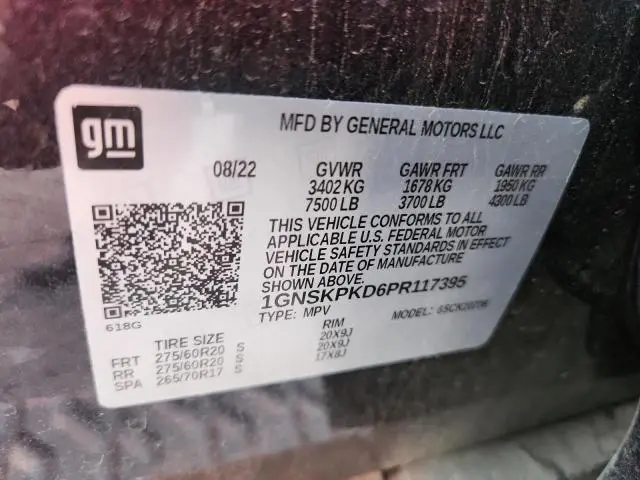 gm
MFD BY GENERAL MOTORS LLC
08/22 GVWR GAWR FRT GAWR RR
3402 KG 1678 KG 1950 KG
7500 LB 3700 LB 4300 LB
THIS VEHICLE CONFORMS TO ALL
APPLICABLE U.S. FEDERAL MOTOR
VEHICLE SAFETY STANDARDS IN EFFECT
ON THE DATE OF MANUFACTURE
SHOWN ABOVE.
1GNSKPKD6PR117395
TYPE: MPV MODEL:
618G
TIRE SIZE RIM
FRT 275/60R20 S 20X9J
RR 275/60R20 S 20X9J
SPA 265/70R17 S 17X8J